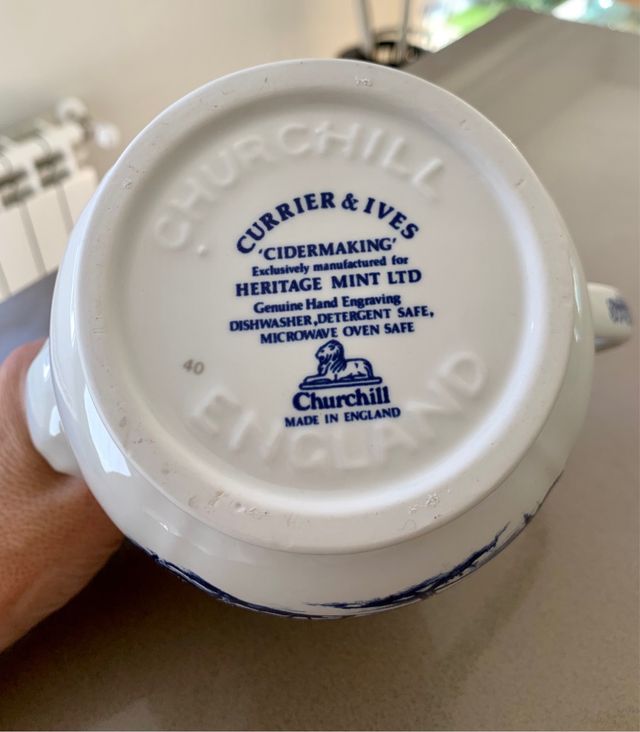 CHURCHILL
CURRIER & IVES
'CIDERMAKING'
Exclusively manufactured for
HERITAGE MINT LTD
Genuine Hand Engraving
DISHWASHER, DETERGENT SAFE,
MICROWAVE OVEN SAFE
40
Churchill
MADE IN ENGLAND
ENGLAND